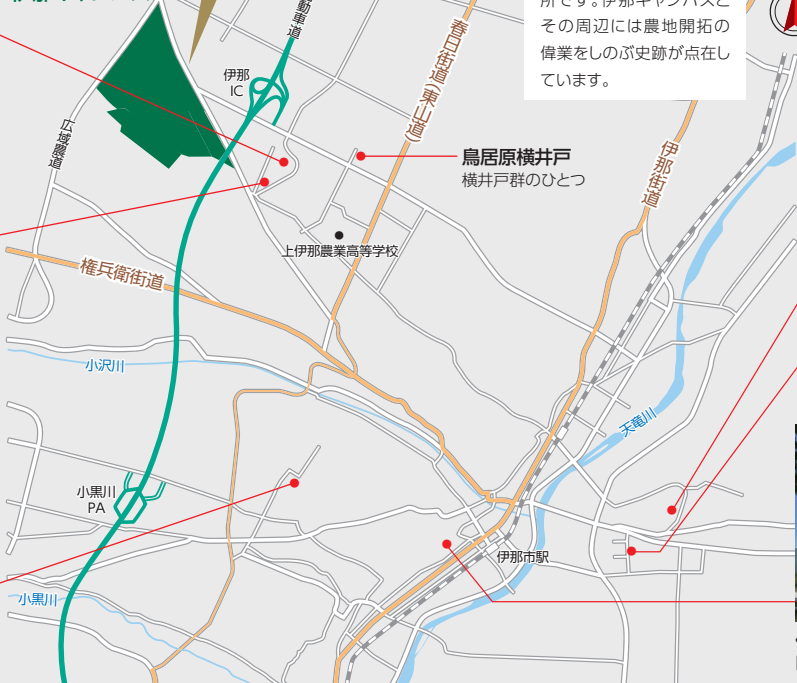 所です。伊那キャンパスと
その周辺には農地開拓の
偉業をしのぶ史跡が点在し
ています。
動車道
春日街道(東山道)
伊那
IC
広域農道
鳥居原横井戸
横井戸群のひとつ
伊那街道
上伊那農業高等学校
権兵衛街道
小沢川
天竜川
小黒川
PA
伊那市駅
小黒川